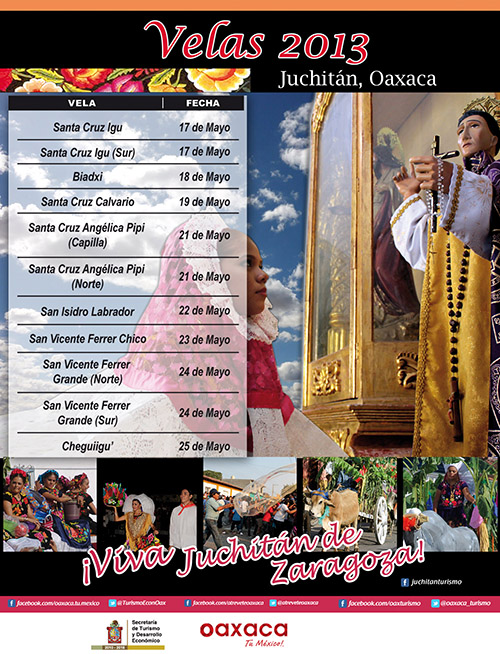 Velas 2013
Juchitán, Oaxaca
VELA FECHA
Santa Cruz Igu 17 de Mayo
Santa Cruz Igu (Sur) 17 de Mayo
Biadxi 18 de Mayo
Santa Cruz Calvario 19 de Mayo
Santa Cruz Angélica Pipi
(Capilla) 21 de Mayo
Santa Cruz Angélica Pipi
(Norte) 21 de Mayo
San Isidro Labrador 22 de Mayo
San Vicente Ferrer Chico 23 de Mayo
San Vicente Ferrer
Grande (Norte) 24 de Mayo
San Vicente Ferrer
Grande (Sur) 24 de Mayo
Cheguiigu' 25 de Mayo
¡Viva Juchitán de
Zaragoza!
juchitanturismo
facebook.com/oaxaca.tu.mexico @TurismoEconOax facebook.com/atreveteoaxaca @atreveteoaxaca facebook.com/oaxturismo @oaxaca_turismo
Secretaría
de Turismo
y Desarrollo
Económico
2010 - 2016
oaxaca
Tú México!.